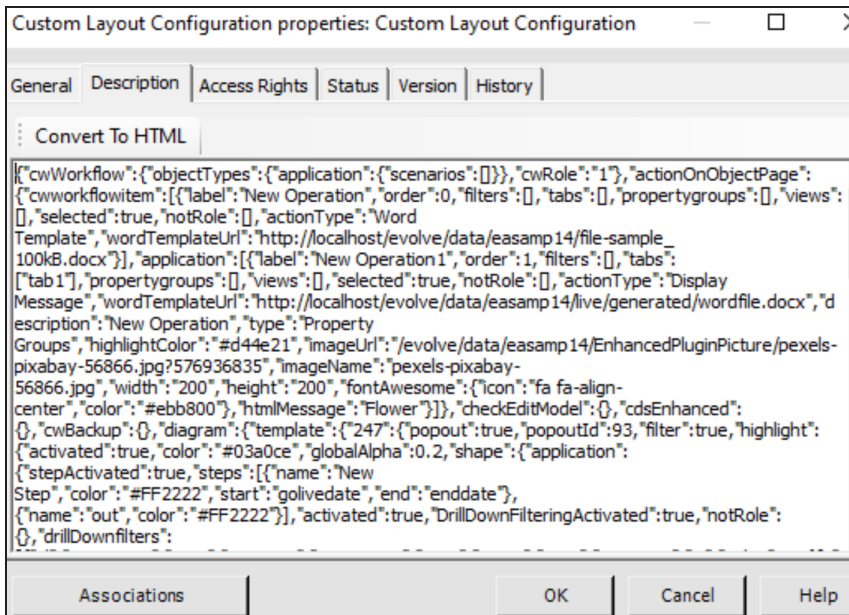 Custom Layout Configuration properties: Custom Layout Configuration
General Description Access Rights Status Version History
Convert To HTML
{"cwWorkflow":{"objectTypes":{"application":{"scenarios":[]}},"cwRole":"1"},"actionOnObjectPage":
{"cwworkflowitem":[{"label":"New Operation","order":0,"filters":[],"tabs":[],"propertygroups":[],"views":
[],"selected":true,"notRole":[],"actionType":"Word
Template","wordTemplateUrl":"http://localhost/evolve/data/easamp14/file-sample_
100kB.docx"}],"application":[{"label":"New Operation1","order":1,"filters":[],"tabs":
["tab1"],"propertygroups":[],"views":[],"selected":true,"notRole":[],"actionType":"Display
Message","wordTemplateUrl":"http://localhost/evolve/data/easamp14/live/generated/wordfile.docx","d
escription":"New Operation","type":"Property
Groups","highlightColor":"#d44e21","imageUrl":"/evolve/data/easamp14/EnhancedPluginPicture/pexels-
pixabay-56866.jpg?576936835","imageName":"pexels-pixabay-
56866.jpg","width":"200","height":"200","fontAwesome":{"icon":"fa fa-align-
center","color":"#ebb800"},"htmlMessage":"Flower"}]},"checkEditModel":{},"cdsEnhanced":
{},"cwBackup":{},"diagram":{"template":{"247":{"popout":true,"popoutId":93,"filter":true,"highlight":
{"activated":true,"color":"#03a0ce","globalAlpha":0.2,"shape":{"application":
{"stepActivated":true,"steps":[{"name":"New
Step","color":"#FF2222","start":"golivedate","end":"enddate"},
{"name":"out","color":"#FF2222"}],"activated":true,"DrillDownFilteringActivated":true,"notRole":
{},"drillDownfilters":
Associations OK Cancel Help